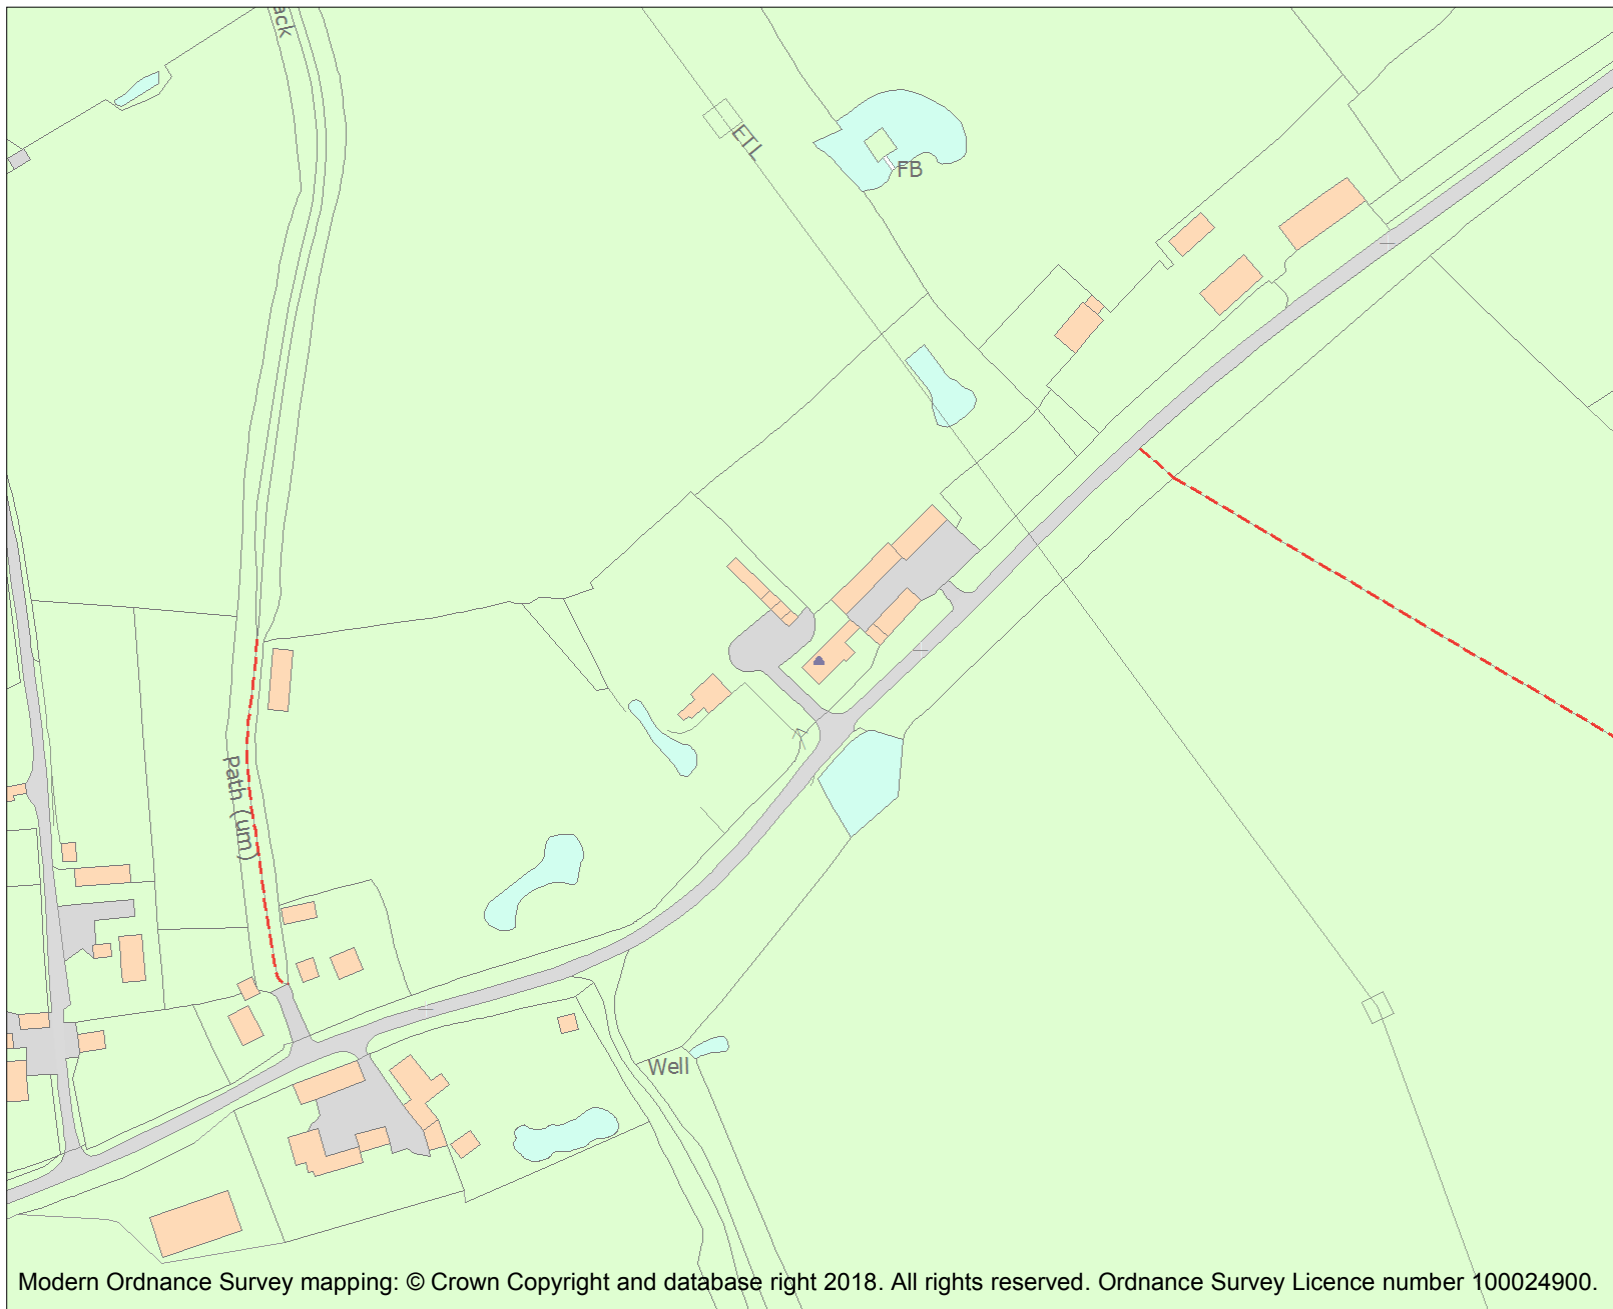 ack
ETL
FB
Path (um)
Well
Modern Ordnance Survey mapping: © Crown Copyright and database right 2018. All rights reserved. Ordnance Survey Licence number 100024900.